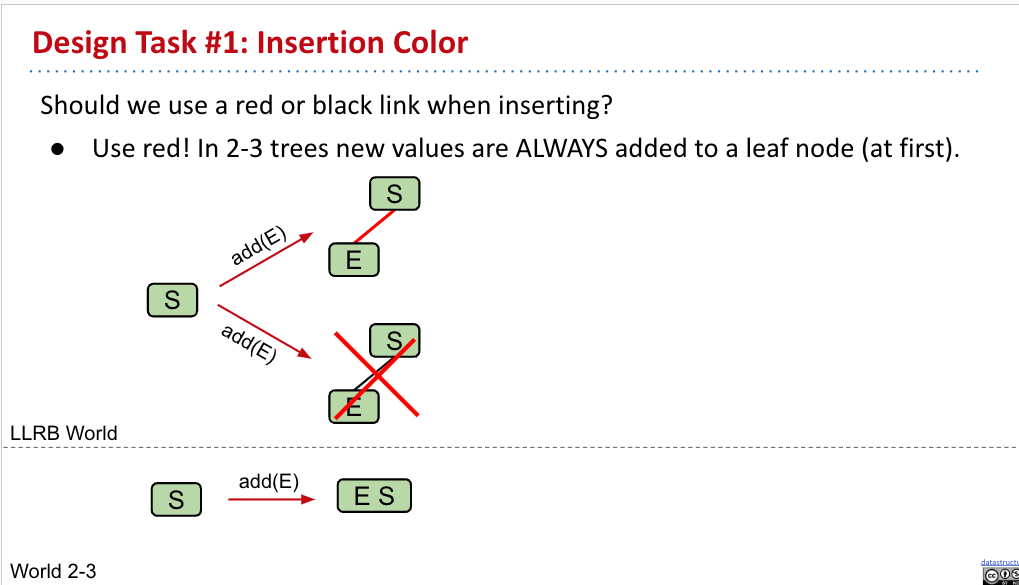 Design Task #1: Insertion Color
Should we use a red or black link when inserting?
● Use red! In 2-3 trees new values are ALWAYS added to a leaf node (at first).
S
add(E)
E
S
add(E)
S
E
LLRB World
add(E)
S
E S
World 2-3